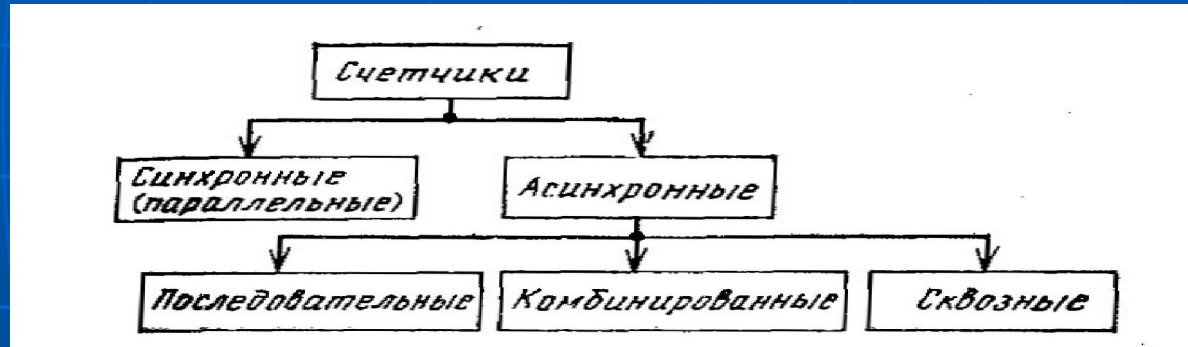 Счетчики
Синхронные
(параллельные)
Асинхронные
Последовательные
Комбинированные
Сквозные